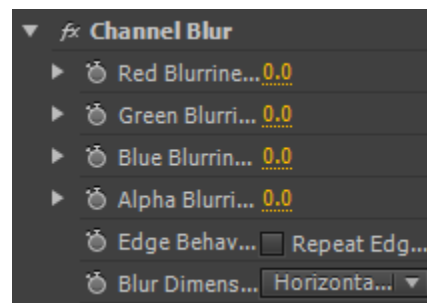 fx Channel Blur
Red Blurrine... 0.0
Green Blurri... 0.0
Blue Blurrin... 0.0
Alpha Blurri... 0.0
Edge Behav... Repeat Edg...
Blur Dimens... Horizonta...